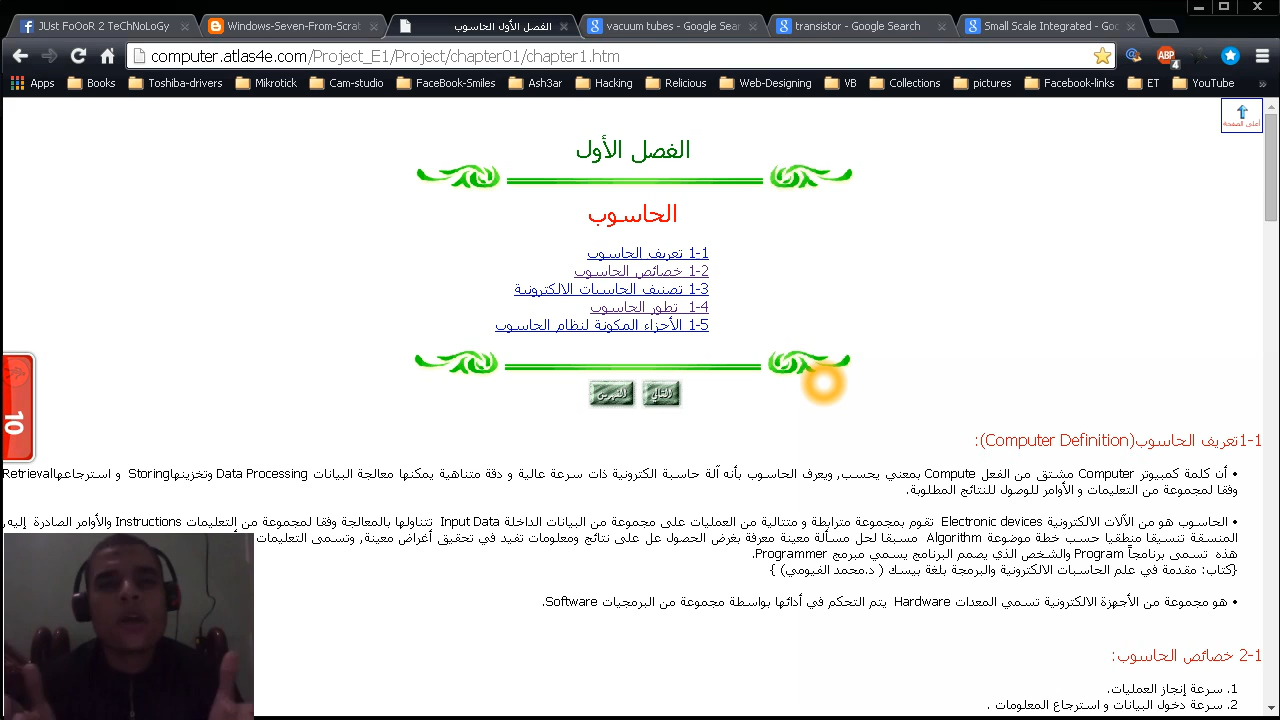 JUst FoOoR 2 TeChNoLoGy
Windows-Seven-From-Scrat
الفصل الأول الحاسوب
vacuum tubes - Google Sear
transistor - Google Search
Small Scale Integrated - Goo
computer.atlas4e.com/Project_E1/Project/chapter01/chapter1.htm
ABP
4
Apps
Books
Toshiba-drivers
Mikrotick
Cam-studio
FaceBook-Smiles
Ash3ar
Hacking
Relicious
Web-Designing
VB
Collections
pictures
Facebook-links
ET
YouTube
»
أعلى الصفحة
الفصل الأول
الحاسوب
1-1 تعريف الحاسوب
1-2 خصائص الحاسوب
1-3 تصنيف الحاسبات الالكترونية
1-4 تطور الحاسوب
1-5 الأجزاء المكونة لنظام الحاسوب
التالي
الفهرس
10
1-1تعريف الحاسوب(Computer Definition):
• أن كلمة كمبيوتر Computer مشتق من الفعل Compute بمعني يحسب, ويعرف الحاسوب بأنه آلة حاسبة الكترونية ذات سرعة عالية و دقة متناهية يمكنها معالجة البيانات Data Processing وتخزينهاStoring و استرجاعهاRetrieval
وفقا لمجموعة من التعليمات و الأوامر للوصول للنتائج المطلوبة.
• الحاسوب هو من الآلات الالكترونية Electronic devices تقوم بمجموعة مترابطة و متتالية من العمليات على مجموعة من البيانات الداخلة Input Data تتناولها بالمعالجة وفقا لمجموعة من التعليمات Instructions والأوامر الصادرة إليه,
المنسقة تنسيقا منطقيا حسب خطة موضوعة Algorithm مسبقا لحل مسألة معينة معرفة بغرض الحصول عل على نتائج ومعلومات تفيد في تحقيق أغراض معينة, وتسمى التعليمات
هذه تسمى برنامجاً Program والشخص الذي يصمم البرنامج يسمي مبرمج Programmer.
{كتاب: مقدمة في علم الحاسبات الالكترونية والبرمجة بلغة بيسك ( د.محمد الفيومي) }
• هو مجموعة من الأجهزة الالكترونية تسمي المعدات Hardware يتم التحكم في أدائها بواسطة مجموعة من البرمجيات Software.
2-1 خصائص الحاسوب:
1. سرعة إنجاز العمليات.
2. سرعة دخول البيانات و استرجاع المعلومات .